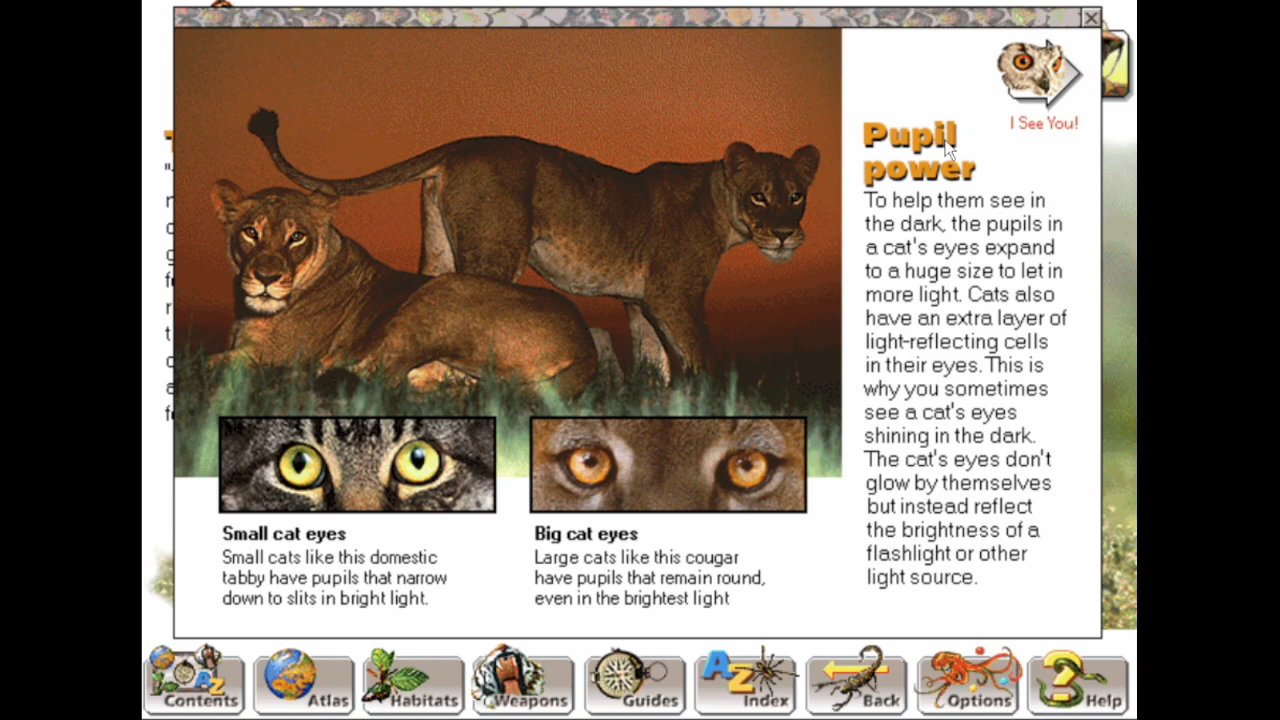 I See You!
Pupil
power
To help them see in
the dark, the pupils in
a cat's eyes expand
to a huge size to let in
more light. Cats also
have an extra layer of
light-reflecting cells
in their eyes. This is
why you sometimes
see a cat's eyes
shining in the dark.
The cat's eyes don't
glow by themselves
but instead reflect
the brightness of a
flashlight or other
light source.
Small cat eyes
Small cats like this domestic
tabby have pupils that narrow
down to slits in bright light.
Big cat eyes
Large cats like this cougar
have pupils that remain round,
even in the brightest light
Contents
Atlas
Habitats
Weapons
Guides
AZ
Index
Back
Options
Help